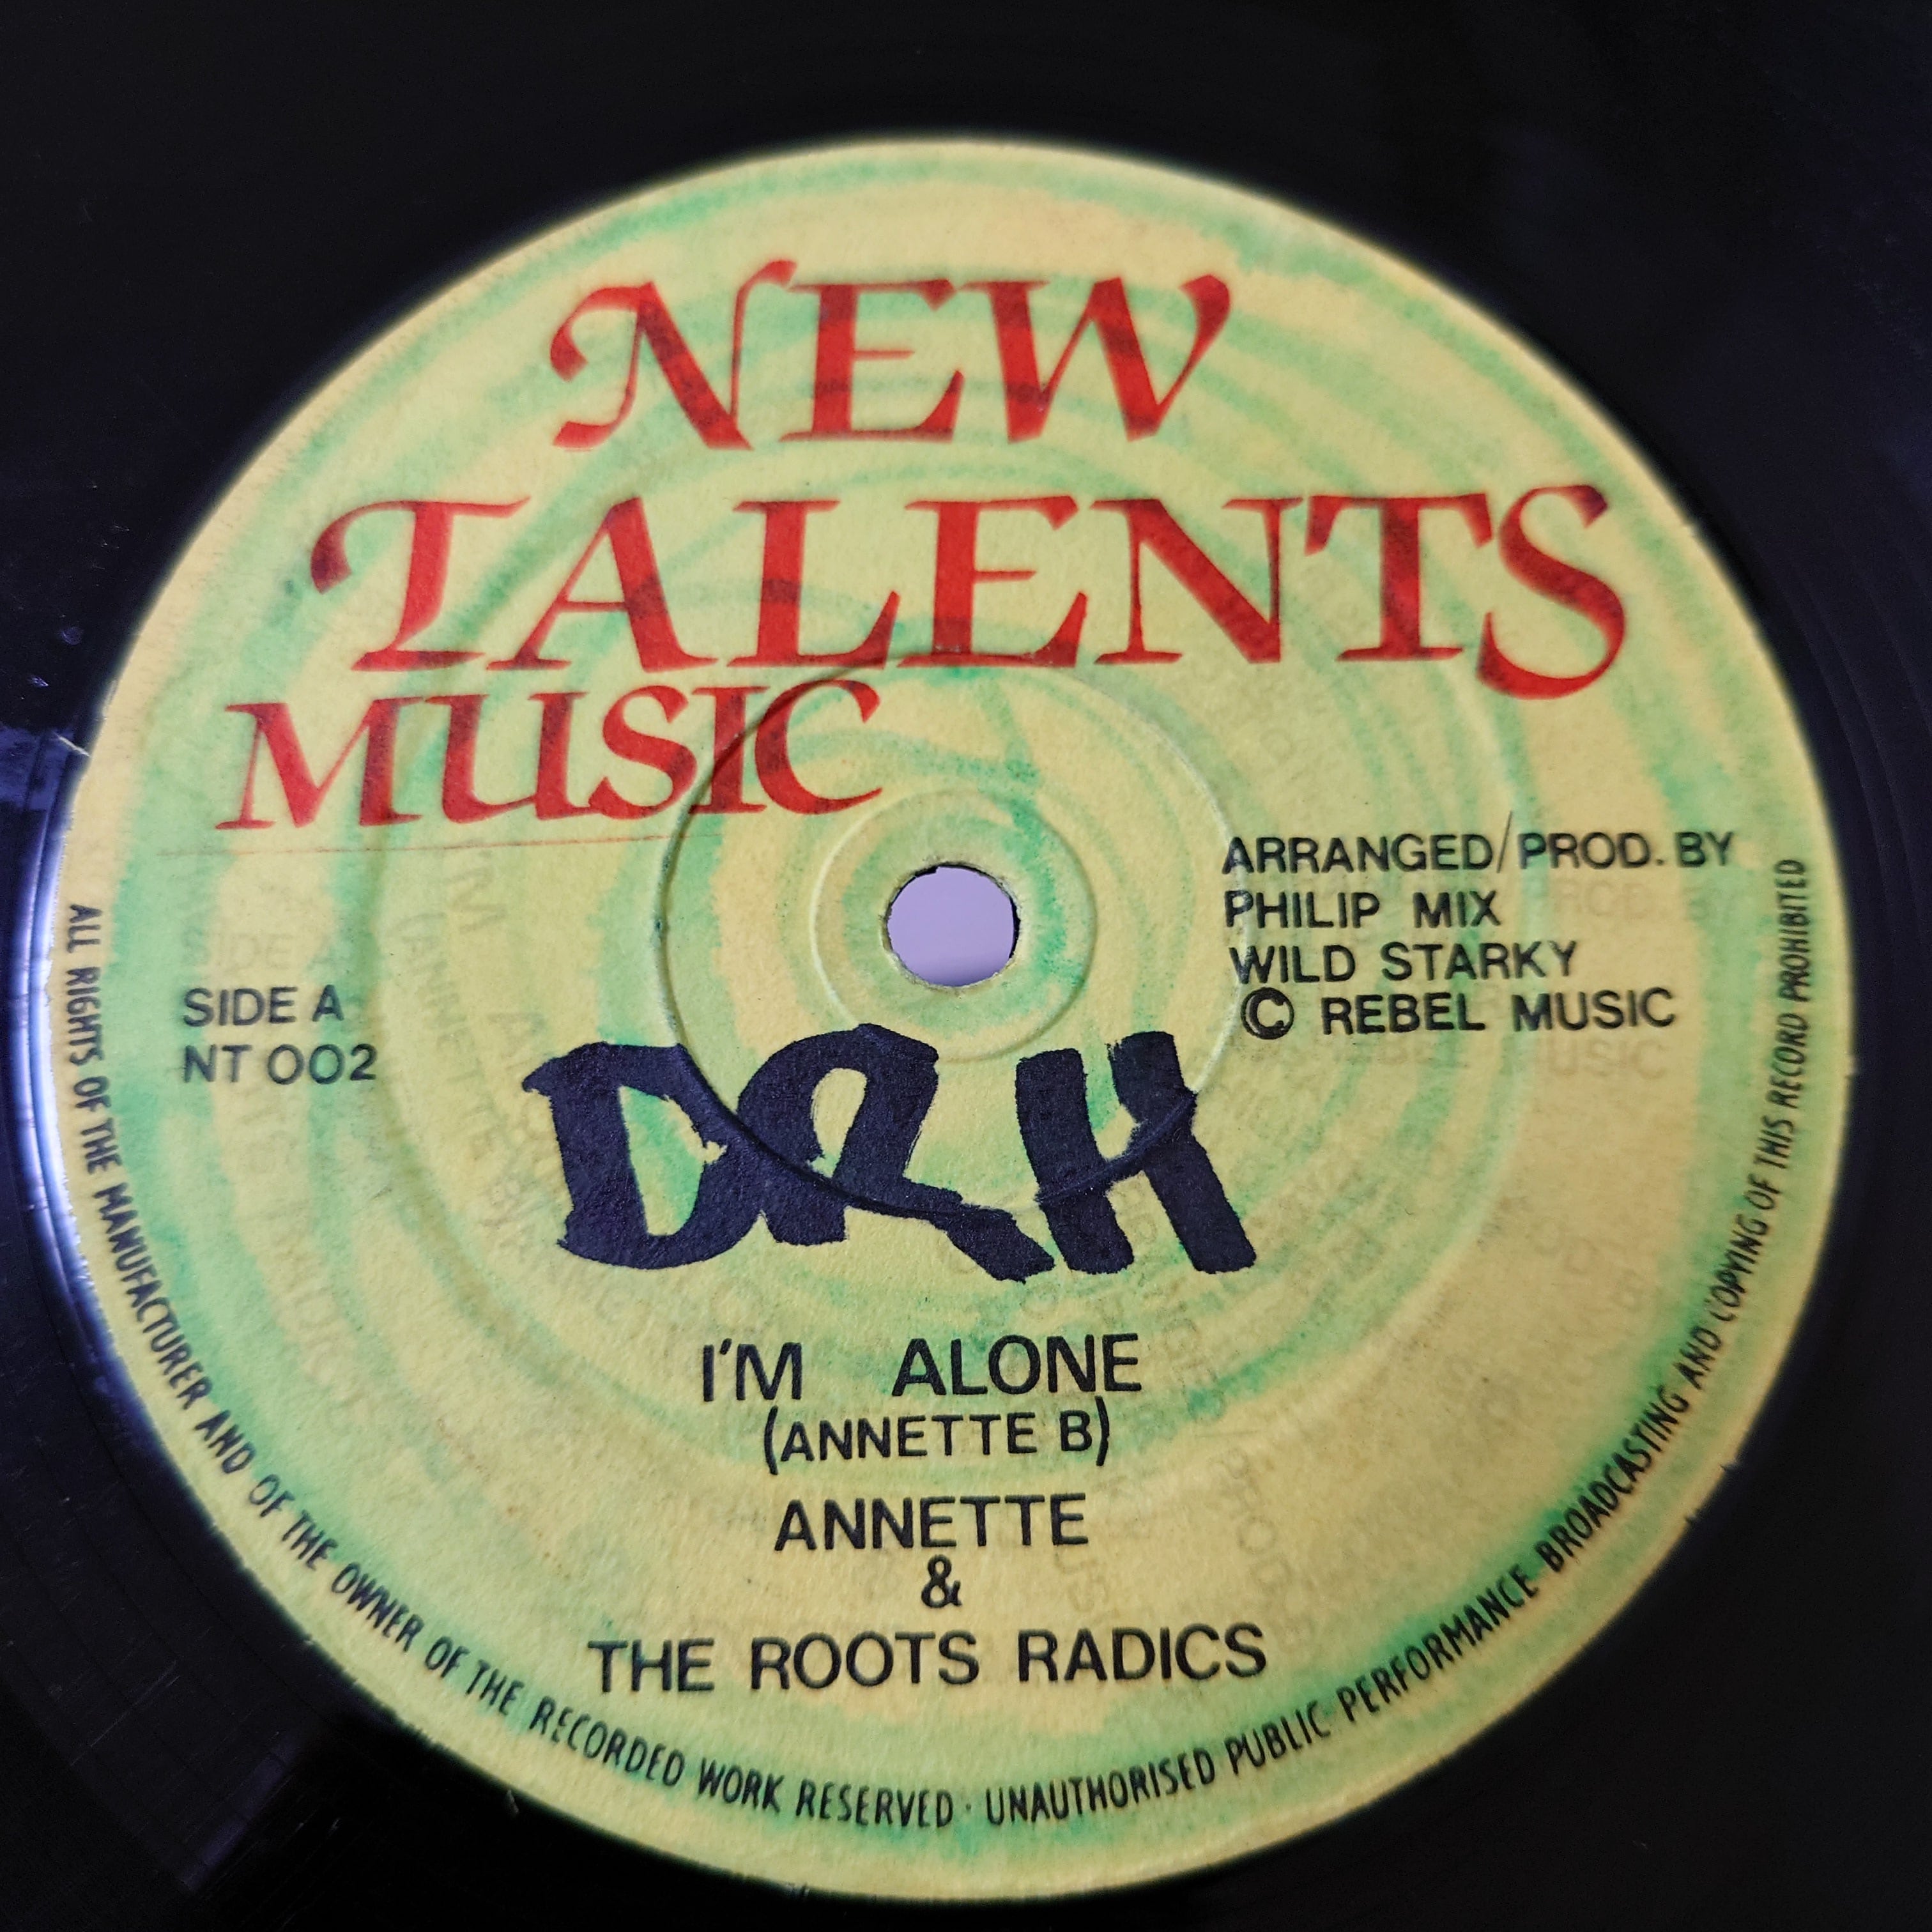 NEW
TALENTS
MUSIC
ARRANGED/PROD. BY
PHILIP MIX
WILD STARKY
© REBEL MUSIC
SIDE A
NT 002
I'M ALONE
(ANNETTE B)
ANNETTE
&
THE ROOTS RADICS
ALL RIGHTS OF THE MANUFACTURER AND OF THE OWNER OF THE RECORDED WORK RESERVED · UNAUTHORISED PUBLIC PERFORMANCE BROADCASTING AND COPYING OF THIS RECORD PROHIBITED